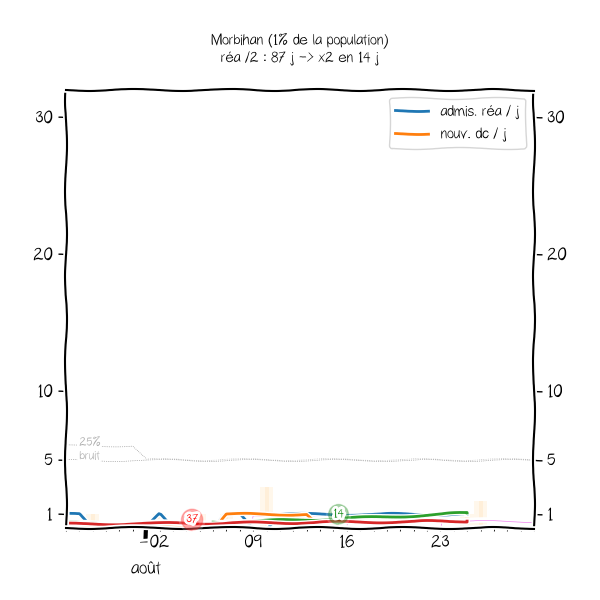 Morbihan (1% de la population)
réa /2 : 87 j -> x2 en 14 j
admis. réa / j
nouv. dc / j
30
30
20
20
10
10
25%
bruit
5
5
1
37
14
1
02
09
16
23
août